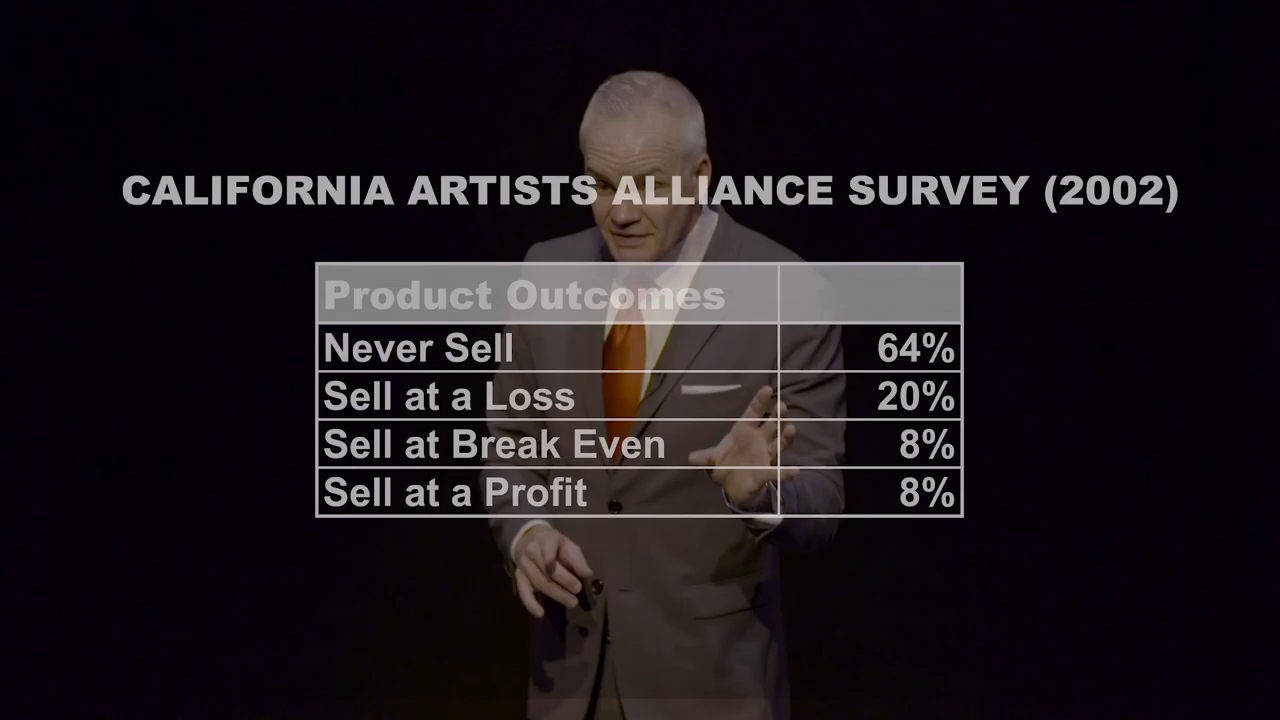 CALIFORNIA ARTISTS ALLIANCE SURVEY (2002)
Product Outcomes
Never Sell 64%
Sell at a Loss 20%
Sell at Break Even 8%
Sell at a Profit 8%